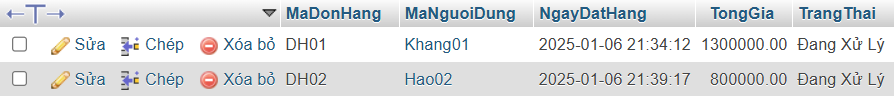 MaDonHang MaNguoiDung NgayDatHang TongGia TrangThai
Sửa Chép Xóa bỏ DH01 Khang01 2025-01-06 21:34:12 1300000.00 Đang Xử Lý
Sửa Chép Xóa bỏ DH02 Hao02 2025-01-06 21:39:17 800000.00 Đang Xử Lý